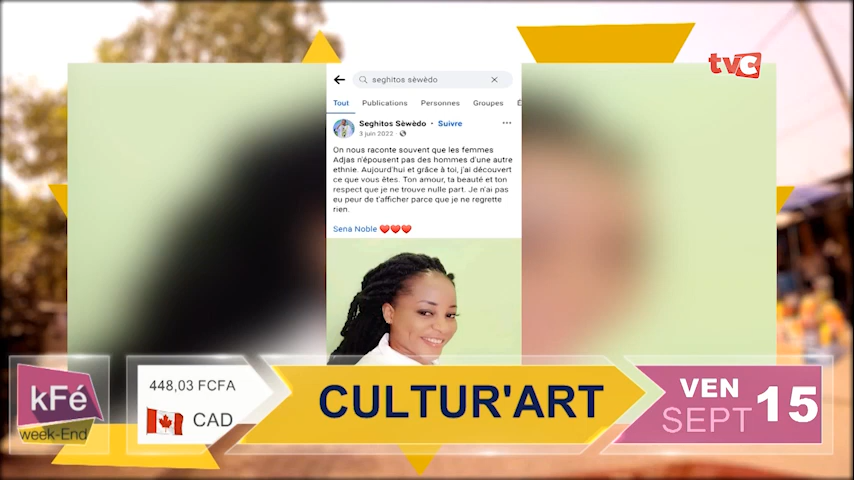 tvc
seghitos sèwèdo
Tout Publications Personnes Groupes
Seghitos Sèwèdo • Suivre
3 juin 2022
On nous raconte souvent que les femmes
Adjas n'épousent pas des hommes d'une autre
ethnie. Aujourd'hui et grâce à toi, j'ai découvert
ce que vous êtes. Ton amour, ta beauté et ton
respect que je ne trouve nulle part. Je n'ai pas
eu peur de t'afficher parce que je ne regrette
rien.
Sena Noble ❤️❤️❤️
kFé
week-End
448,03 FCFA
CAD
CULTUR'ART
VEN
SEPT 15